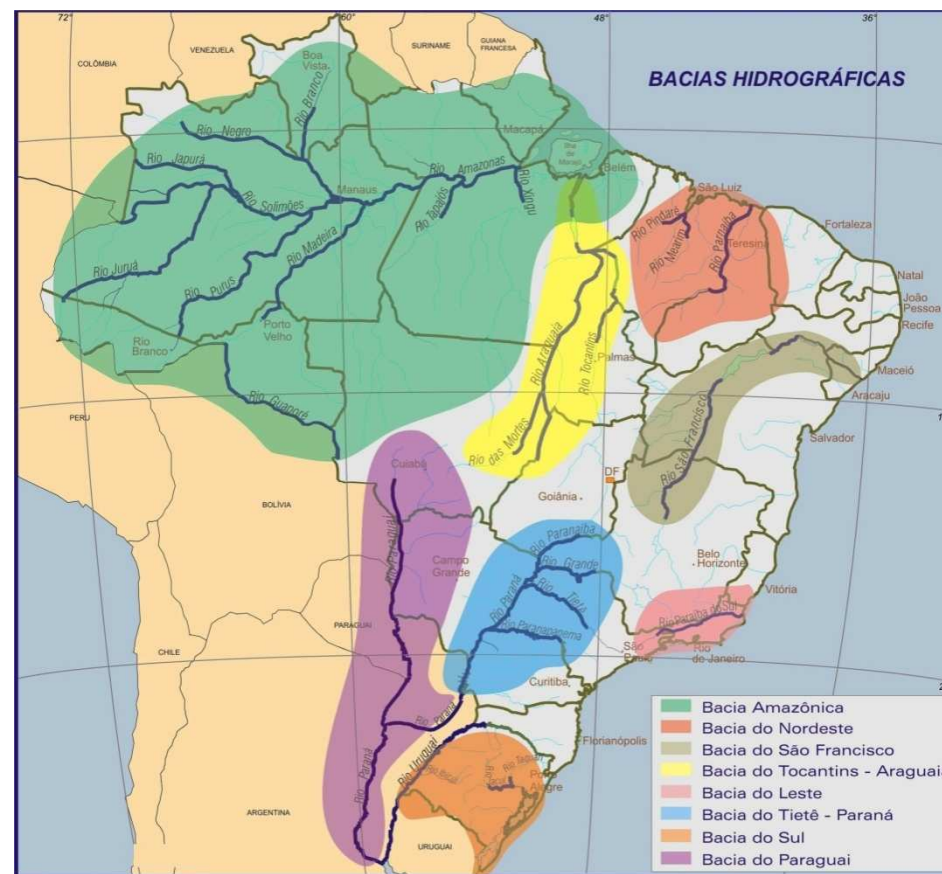 72°
60°
48°
36°
BACIAS HIDROGRÁFICAS
VENEZUELA
SURINAME
GUIANA
FRANCESA
COLÔMBIA
Boa
Vista
Rio Branco
Rio Negro
Macapá
Ilha
de
Marajó
Belém
Rio Japurá
Rio Amazonas
Manaus
Rio Solimões
Rio Tapajós
Rio Xingu
São Luiz
Rio Pindaré
Rio Mearim
Rio Parnaíba
Teresina
Fortaleza
Rio Madeira
Rio Juruá
Rio Purus
Natal
João
Pessoa
Recife
Porto
Velho
Rio
Branco
Rio Araguaia
Rio Tocantins
Palmas
Maceió
Aracaju
PERU
Rio Guaporé
Rio São Francisco
Salvador
Rio das Mortes
Cuiabá
DF
Goiânia
BOLÍVIA
Rio Paraguai
Campo
Grande
Rio Paranaíba
Rio Grande
Rio Tietê
Rio Paraná
Rio Paranapanema
Belo
Horizonte
Vitória
Rio Paraíba do Sul
São
Paulo
Rio
de Janeiro
PARAGUAI
CHILE
Curitiba
Rio Paraná
Rio Uruguai
Florianópolis
Rio Paraná
Porto
Alegre
ARGENTINA
URUGUAI
Bacia Amazônica
Bacia do Nordeste
Bacia do São Francisco
Bacia do Tocantins - Araguaia
Bacia do Leste
Bacia do Tietê - Paraná
Bacia do Sul
Bacia do Paraguai